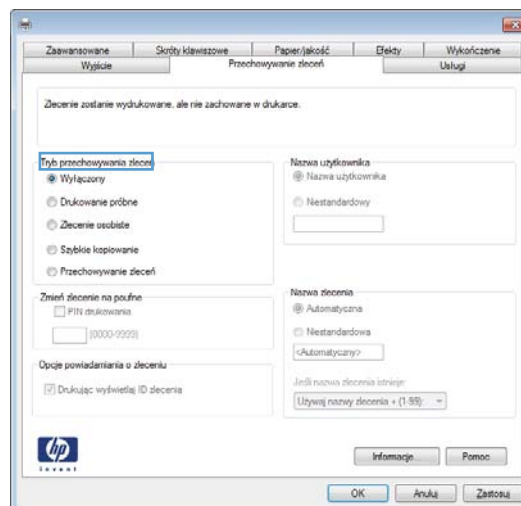 Zaawansowane Skróty klawiszowe Papier/jakość Efekty Wykończenie
Wyjście Przechowywanie zleceń Usługi
Zlecenie zostanie wydrukowane, ale nie zachowane w drukarce.
Tryb przechowywania zleceń
Wyłączony
Drukowanie próbne
Zlecenie osobiste
Szybkie kopiowanie
Przechowywanie zleceń
Zmień zlecenie na poufne
PIN drukowania
(0000-9999)
Opcje powiadamiania o zleceniu
Drukując wyświetlaj ID zlecenia
Nazwa użytkownika
Nazwa użytkownika
Niestandardowy
Nazwa zlecenia
Automatyczna
Niestandardowa
<Automatyczny>
Jeśli nazwa zlecenia istnieje:
Używaj nazwy zlecenia + (1-99):
hp
invent
Informacje... Pomoc
OK Anuluj Zastosuj